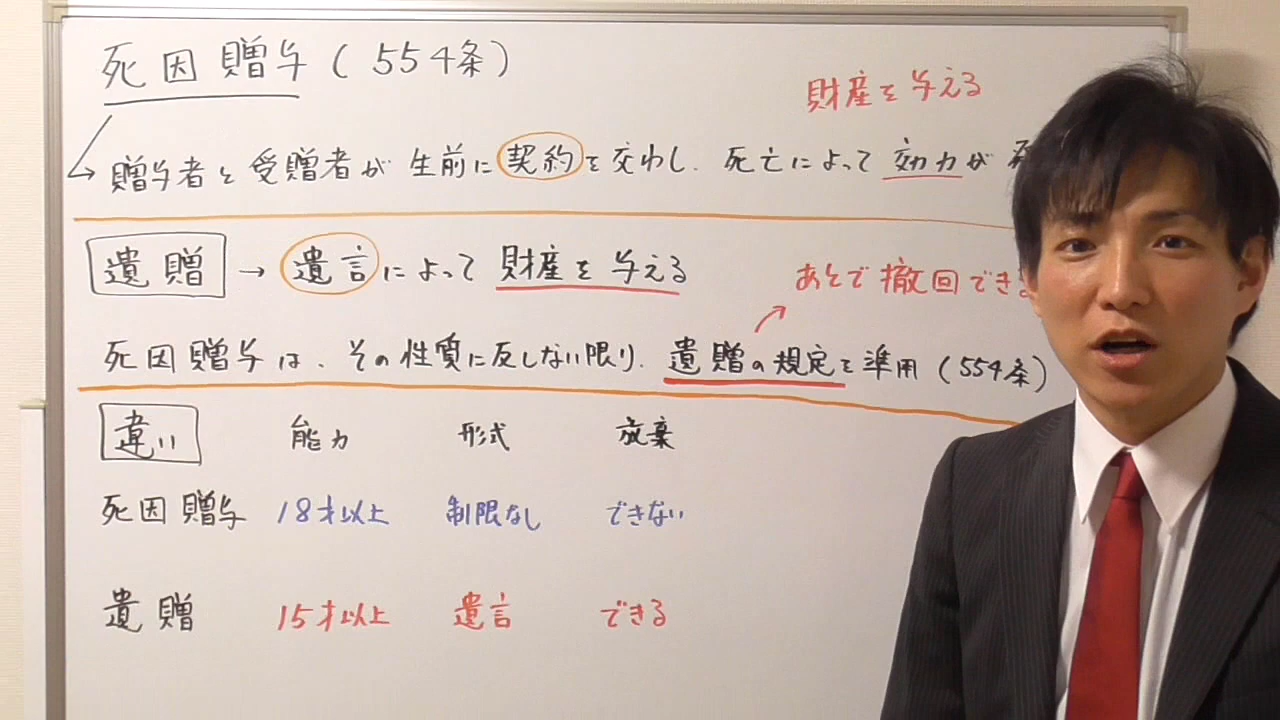 死因贈与(554条)
財産を与える
→ 贈与者と受贈者が生前に契約を交わし、死亡によって効力が
遺贈 → 遺言によって財産を与える
あとで撤回でき
死因贈与は、その性質に反しない限り、遺贈の規定を準用(554条)
違い 能力 形式 放棄
死因贈与 18才以上 制限なし できない
遺贈 15才以上 遺言 できる